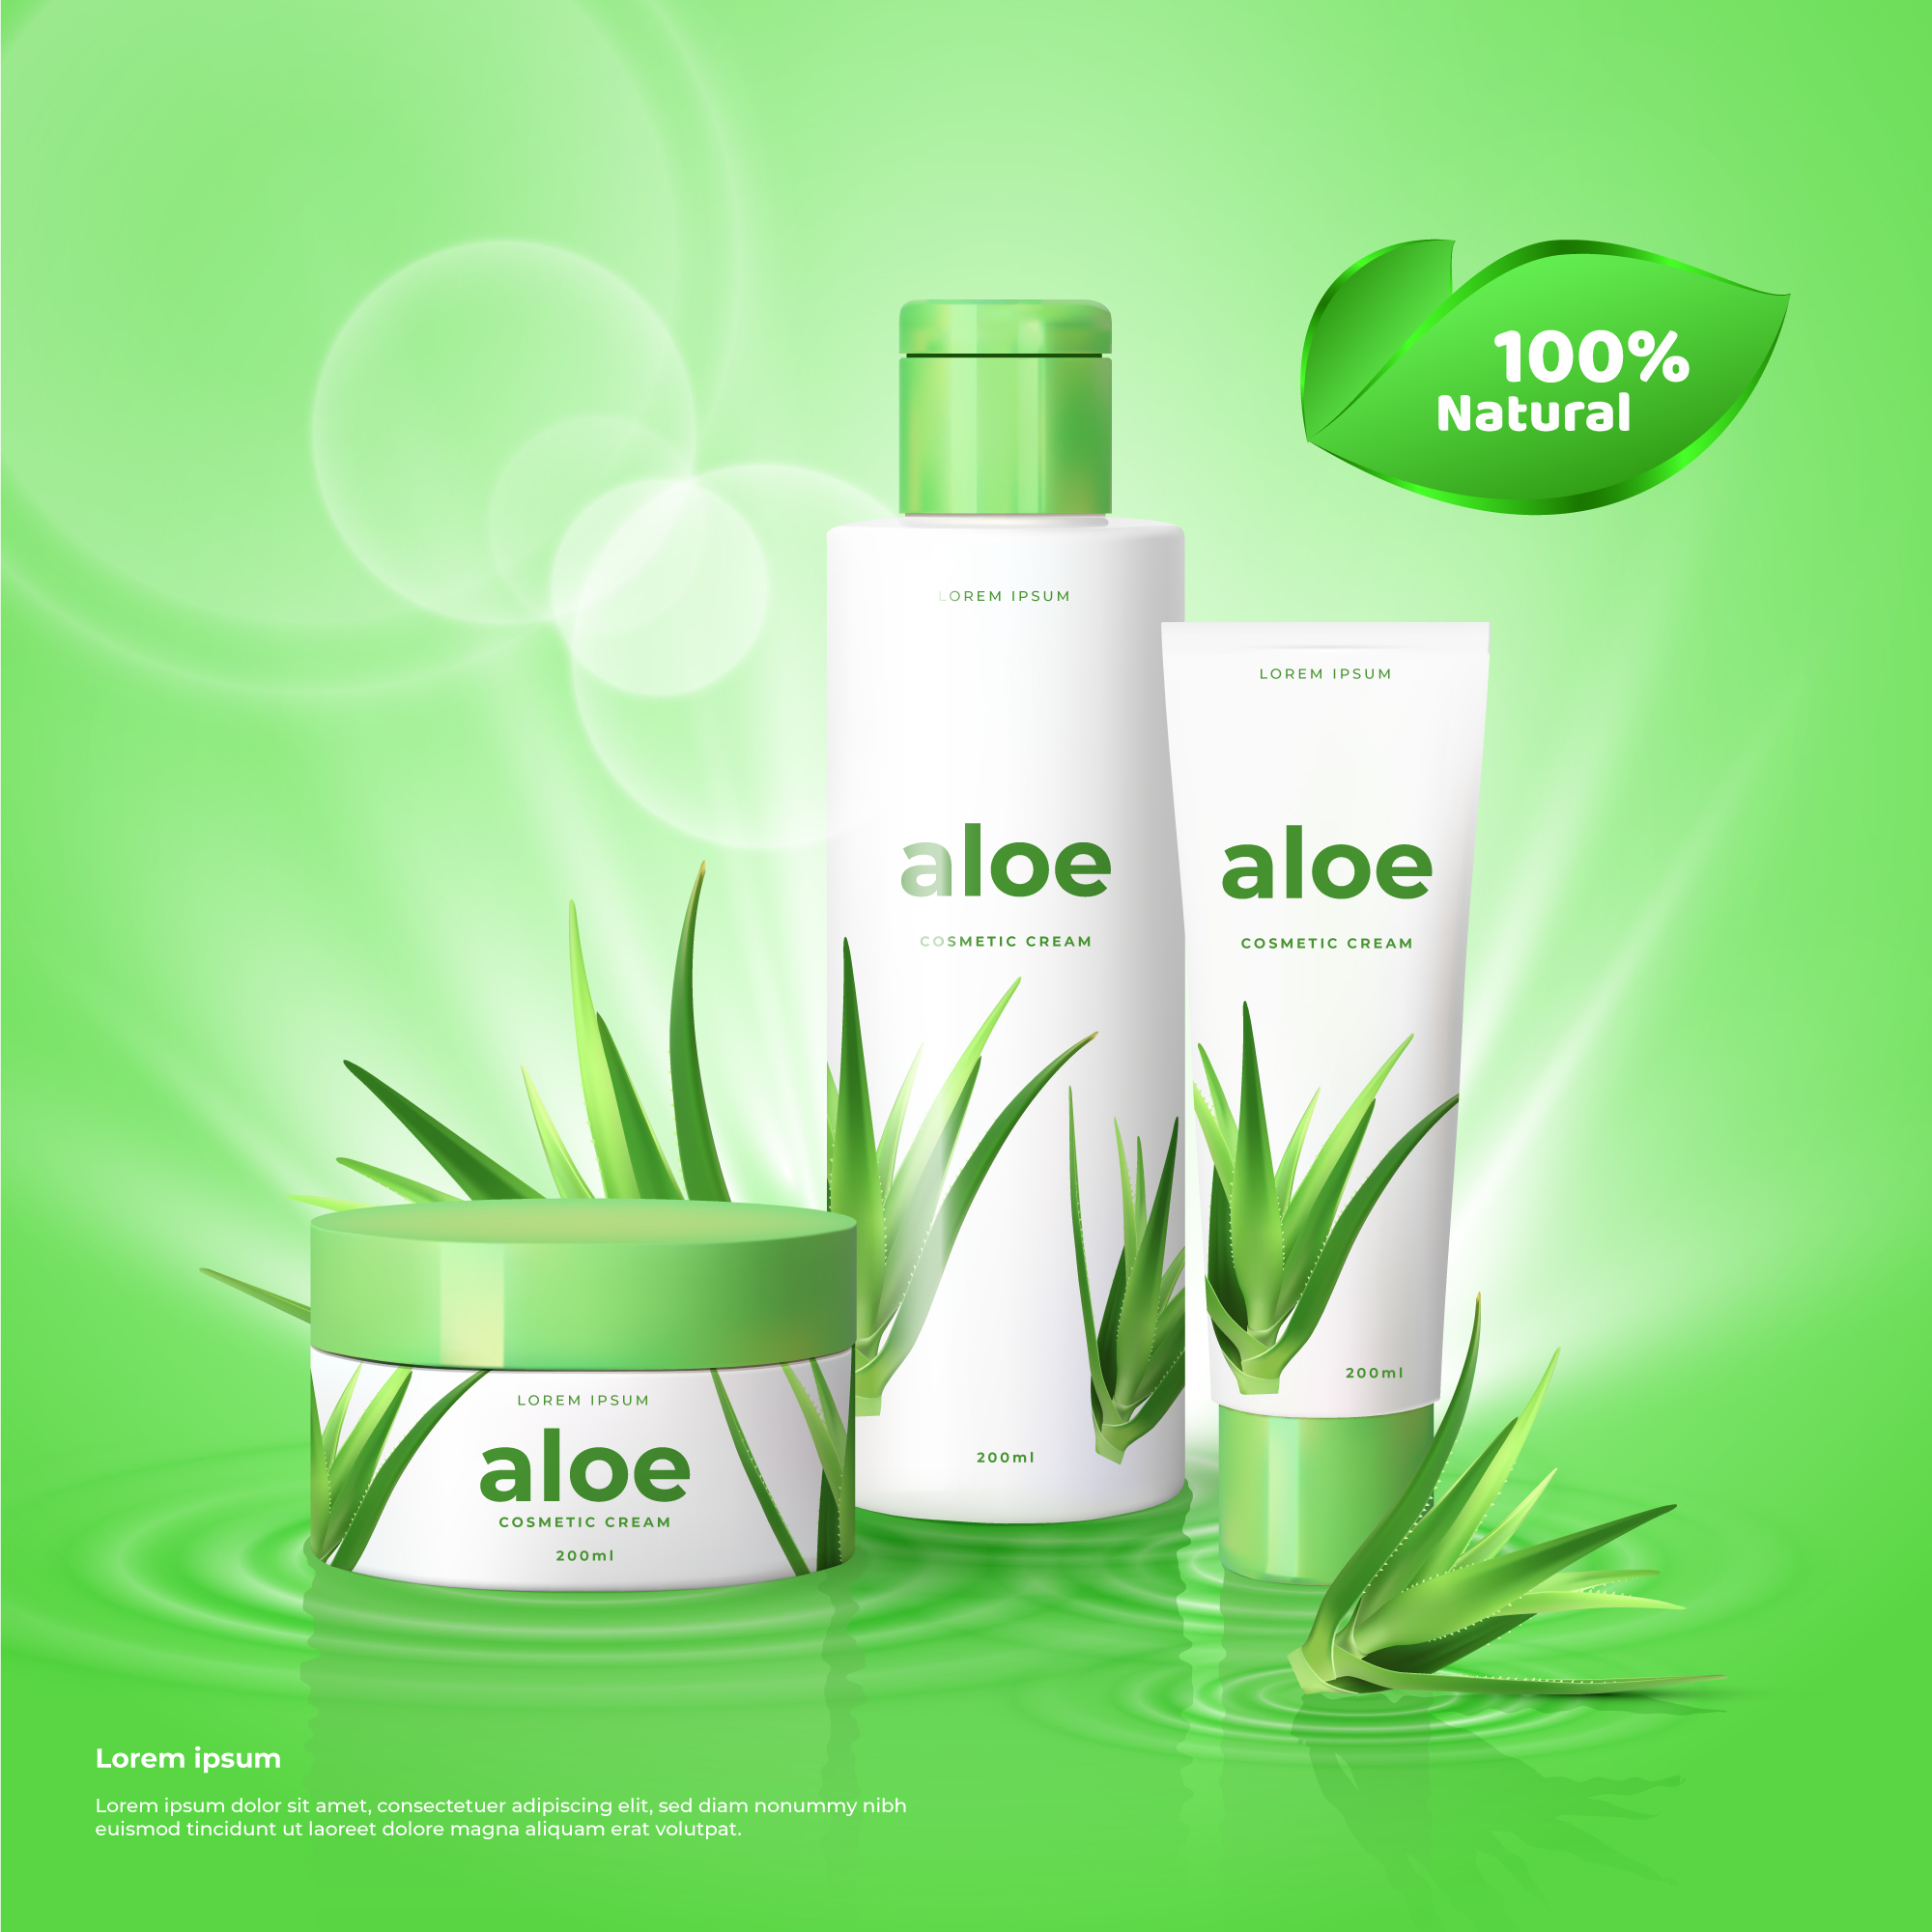 100%
Natural
LOREM IPSUM
aloe
COSMETIC CREAM
200ml
LOREM IPSUM
aloe
COSMETIC CREAM
200ml
LOREM IPSUM
aloe
COSMETIC CREAM
200ml
Lorem ipsum
Lorem ipsum dolor sit amet, consectetuer adipiscing elit, sed diam nonummy nibh
euismod tincidunt ut laoreet dolore magna aliquam erat volutpat.